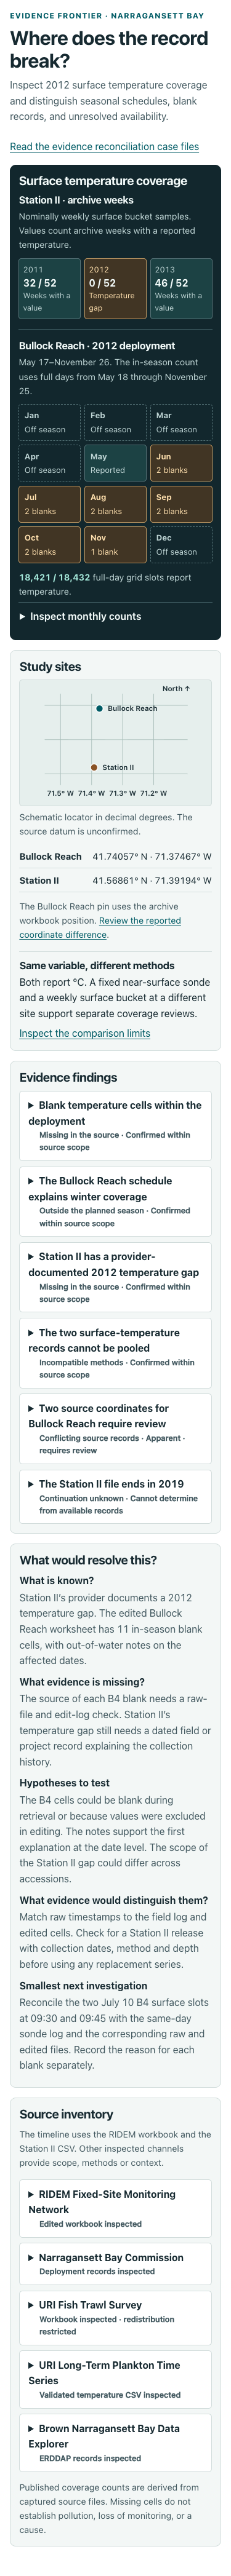 EVIDENCE FRONTIER · NARRAGANSETT BAY
Where does the record
break?
Inspect 2012 surface temperature coverage
and distinguish seasonal schedules, blank
records, and unresolved availability.
Read the evidence reconciliation case files
Surface temperature coverage
Station II · archive weeks
Nominally weekly surface bucket samples.
Values count archive weeks with a reported
temperature.
2011
32 / 52
Weeks with a
value
2012
0 / 52
Temperature
gap
2013
46 / 52
Weeks with a
value
Bullock Reach · 2012 deployment
May 17–November 26. The in-season count
uses full days from May 18 through November
25.
Jan
Off season
Feb
Off season
Mar
Off season
Apr
Off season
May
Reported
Jun
2 blanks
Jul
2 blanks
Aug
2 blanks
Sep
2 blanks
Oct
2 blanks
Nov
1 blank
Dec
Off season
18,421 / 18,432 full-day grid slots report
temperature.
▶ Inspect monthly counts
Study sites
North ↑
Bullock Reach
Station II
71.5° W 71.4° W 71.3° W 71.2° W
Schematic locator in decimal degrees. The
source datum is unconfirmed.
Bullock Reach 41.74057° N · 71.37467° W
Station II 41.56861° N · 71.39194° W
The Bullock Reach pin uses the archive
workbook position. Review the reported
coordinate difference.
Same variable, different methods
Both report °C. A fixed near-surface sonde
and a weekly surface bucket at a different
site support separate coverage reviews.
Inspect the comparison limits
Evidence findings
▶ Blank temperature cells within the
deployment
Missing in the source · Confirmed within
source scope
▶ The Bullock Reach schedule
explains winter coverage
Outside the planned season · Confirmed
within source scope
▶ Station II has a provider-
documented 2012 temperature gap
Missing in the source · Confirmed within
source scope
▶ The two surface-temperature
records cannot be pooled
Incompatible methods · Confirmed within
source scope
▶ Two source coordinates for
Bullock Reach require review
Conflicting source records · Apparent ·
requires review
▶ The Station II file ends in 2019
Continuation unknown · Cannot determine
from available records
What would resolve this?
What is known?
Station II's provider documents a 2012
temperature gap. The edited Bullock
Reach worksheet has 11 in-season blank
cells, with out-of-water notes on the
affected dates.
What evidence is missing?
The source of each B4 blank needs a raw-
file and edit-log check. Station II's
temperature gap still needs a dated field or
project record explaining the collection
history.
Hypotheses to test
The B4 cells could be blank during
retrieval or because values were excluded
in editing. The notes support the first
explanation at the date level. The scope of
the Station II gap could differ across
accessions.
What evidence would distinguish them?
Match raw timestamps to the field log and
edited cells. Check for a Station II release
with collection dates, method and depth
before using any replacement series.
Smallest next investigation
Reconcile the two July 10 B4 surface slots
at 09:30 and 09:45 with the same-day
sonde log and the corresponding raw and
edited files. Record the reason for each
blank separately.
Source inventory
The timeline uses the RIDEM workbook and the
Station II CSV. Other inspected channels
provide scope, methods or context.
▶ RIDEM Fixed-Site Monitoring
Network
Edited workbook inspected
▶ Narragansett Bay Commission
Deployment records inspected
▶ URI Fish Trawl Survey
Workbook inspected · redistribution
restricted
▶ URI Long-Term Plankton Time
Series
Validated temperature CSV inspected
▶ Brown Narragansett Bay Data
Explorer
ERDDAP records inspected
Published coverage counts are derived from
captured source files. Missing cells do not
establish pollution, loss of monitoring, or a
cause.